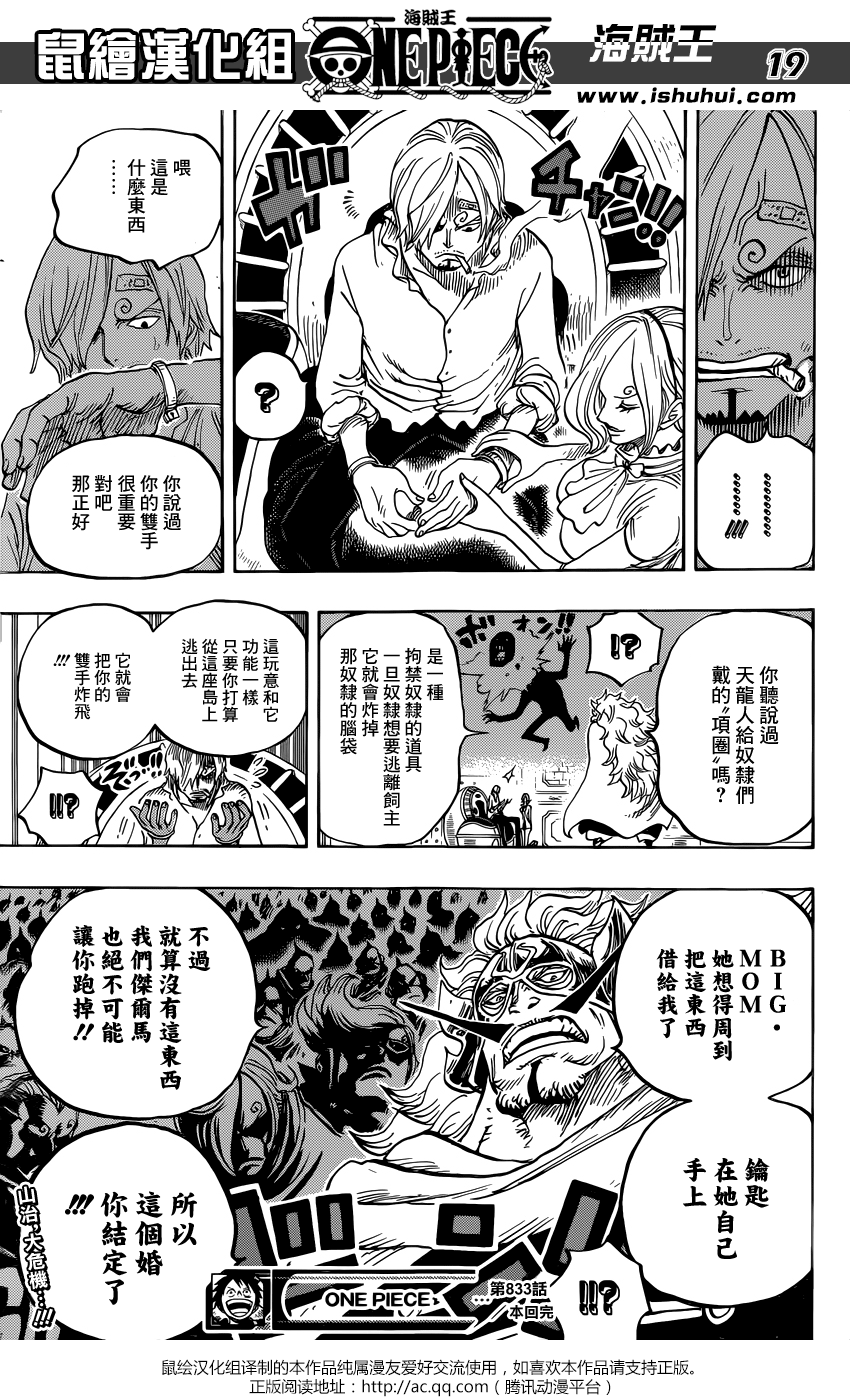 鼠繪漢化組
海賊王
ONE PIECE
海賊王
19
www.ishuhui.com
………………!!!
チャン!!
?
喂
這是
什麼東西
……
你說過
你的雙手
很重要
對吧
那正好
你聽說過
天龍人給奴隸們
戴的〝項圈〞嗎？
!?
是一種
拘禁奴隸的道具
一旦奴隸想要逃離飼主
它就會炸掉
那奴隸的腦袋
這玩意和它
功能一樣
只要你打算
從這座島上
逃出去
它就會
把你的
雙手炸飛
!!!
!!?
BIG・
MOM
她想得周到
把這東西
借給我了
鑰匙
在她自己
手上
不過
就算沒有這東西
我們傑爾馬
也絕不可能
讓你跑掉!!
所以
這個婚
你結定了
!!!
!!?
山治，大危機…!!!
ONE PIECE
....第833話
本回完
鼠绘汉化组译制的本作品纯属漫友爱好交流使用，如喜欢本作品请支持正版。
正版阅读地址：http://ac.qq.com（腾讯动漫平台）